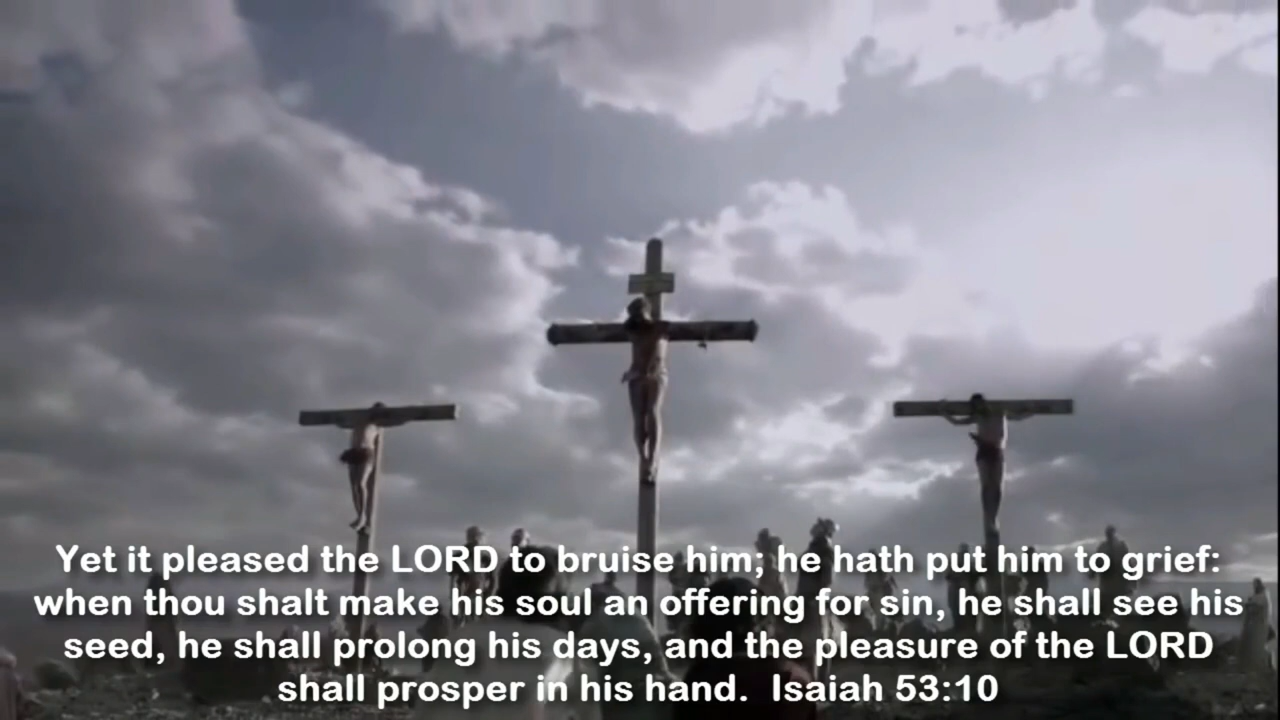 Yet it pleased the LORD to bruise him; he hath put him to grief:
when thou shalt make his soul an offering for sin, he shall see his
seed, he shall prolong his days, and the pleasure of the LORD
shall prosper in his hand.  Isaiah 53:10